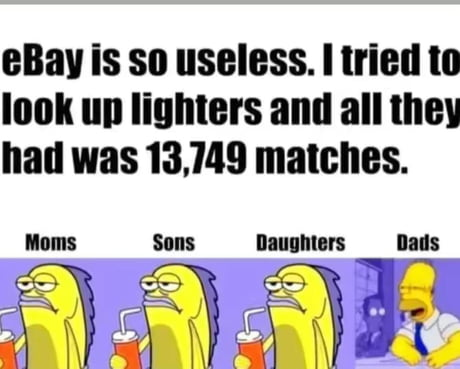 eBay is so useless. I tried to
look up lighters and all they
had was 13,749 matches.
Moms Sons Daughters Dads